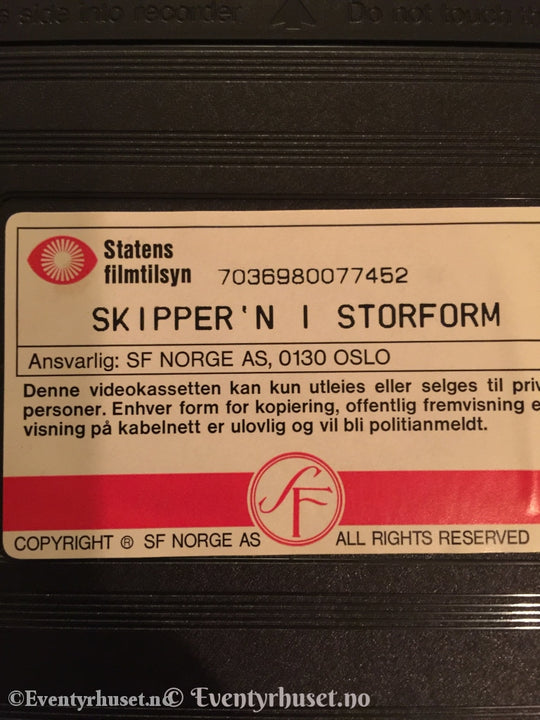 side into recorder Do not touch
Statens
filmtilsyn 7036980077452
SKIPPER'N I STORFORM
Ansvarlig: SF NORGE AS, 0130 OSLO
Denne videokassetten kan kun utleies eller selges til priv
personer. Enhver form for kopiering, offentlig fremvisning e
visning på kabelnett er ulovlig og vil bli politianmeldt.
SF
COPYRIGHT ® SF NORGE AS ALL RIGHTS RESERVED
©Eventyrhuset.no © Eventyrhuset.no